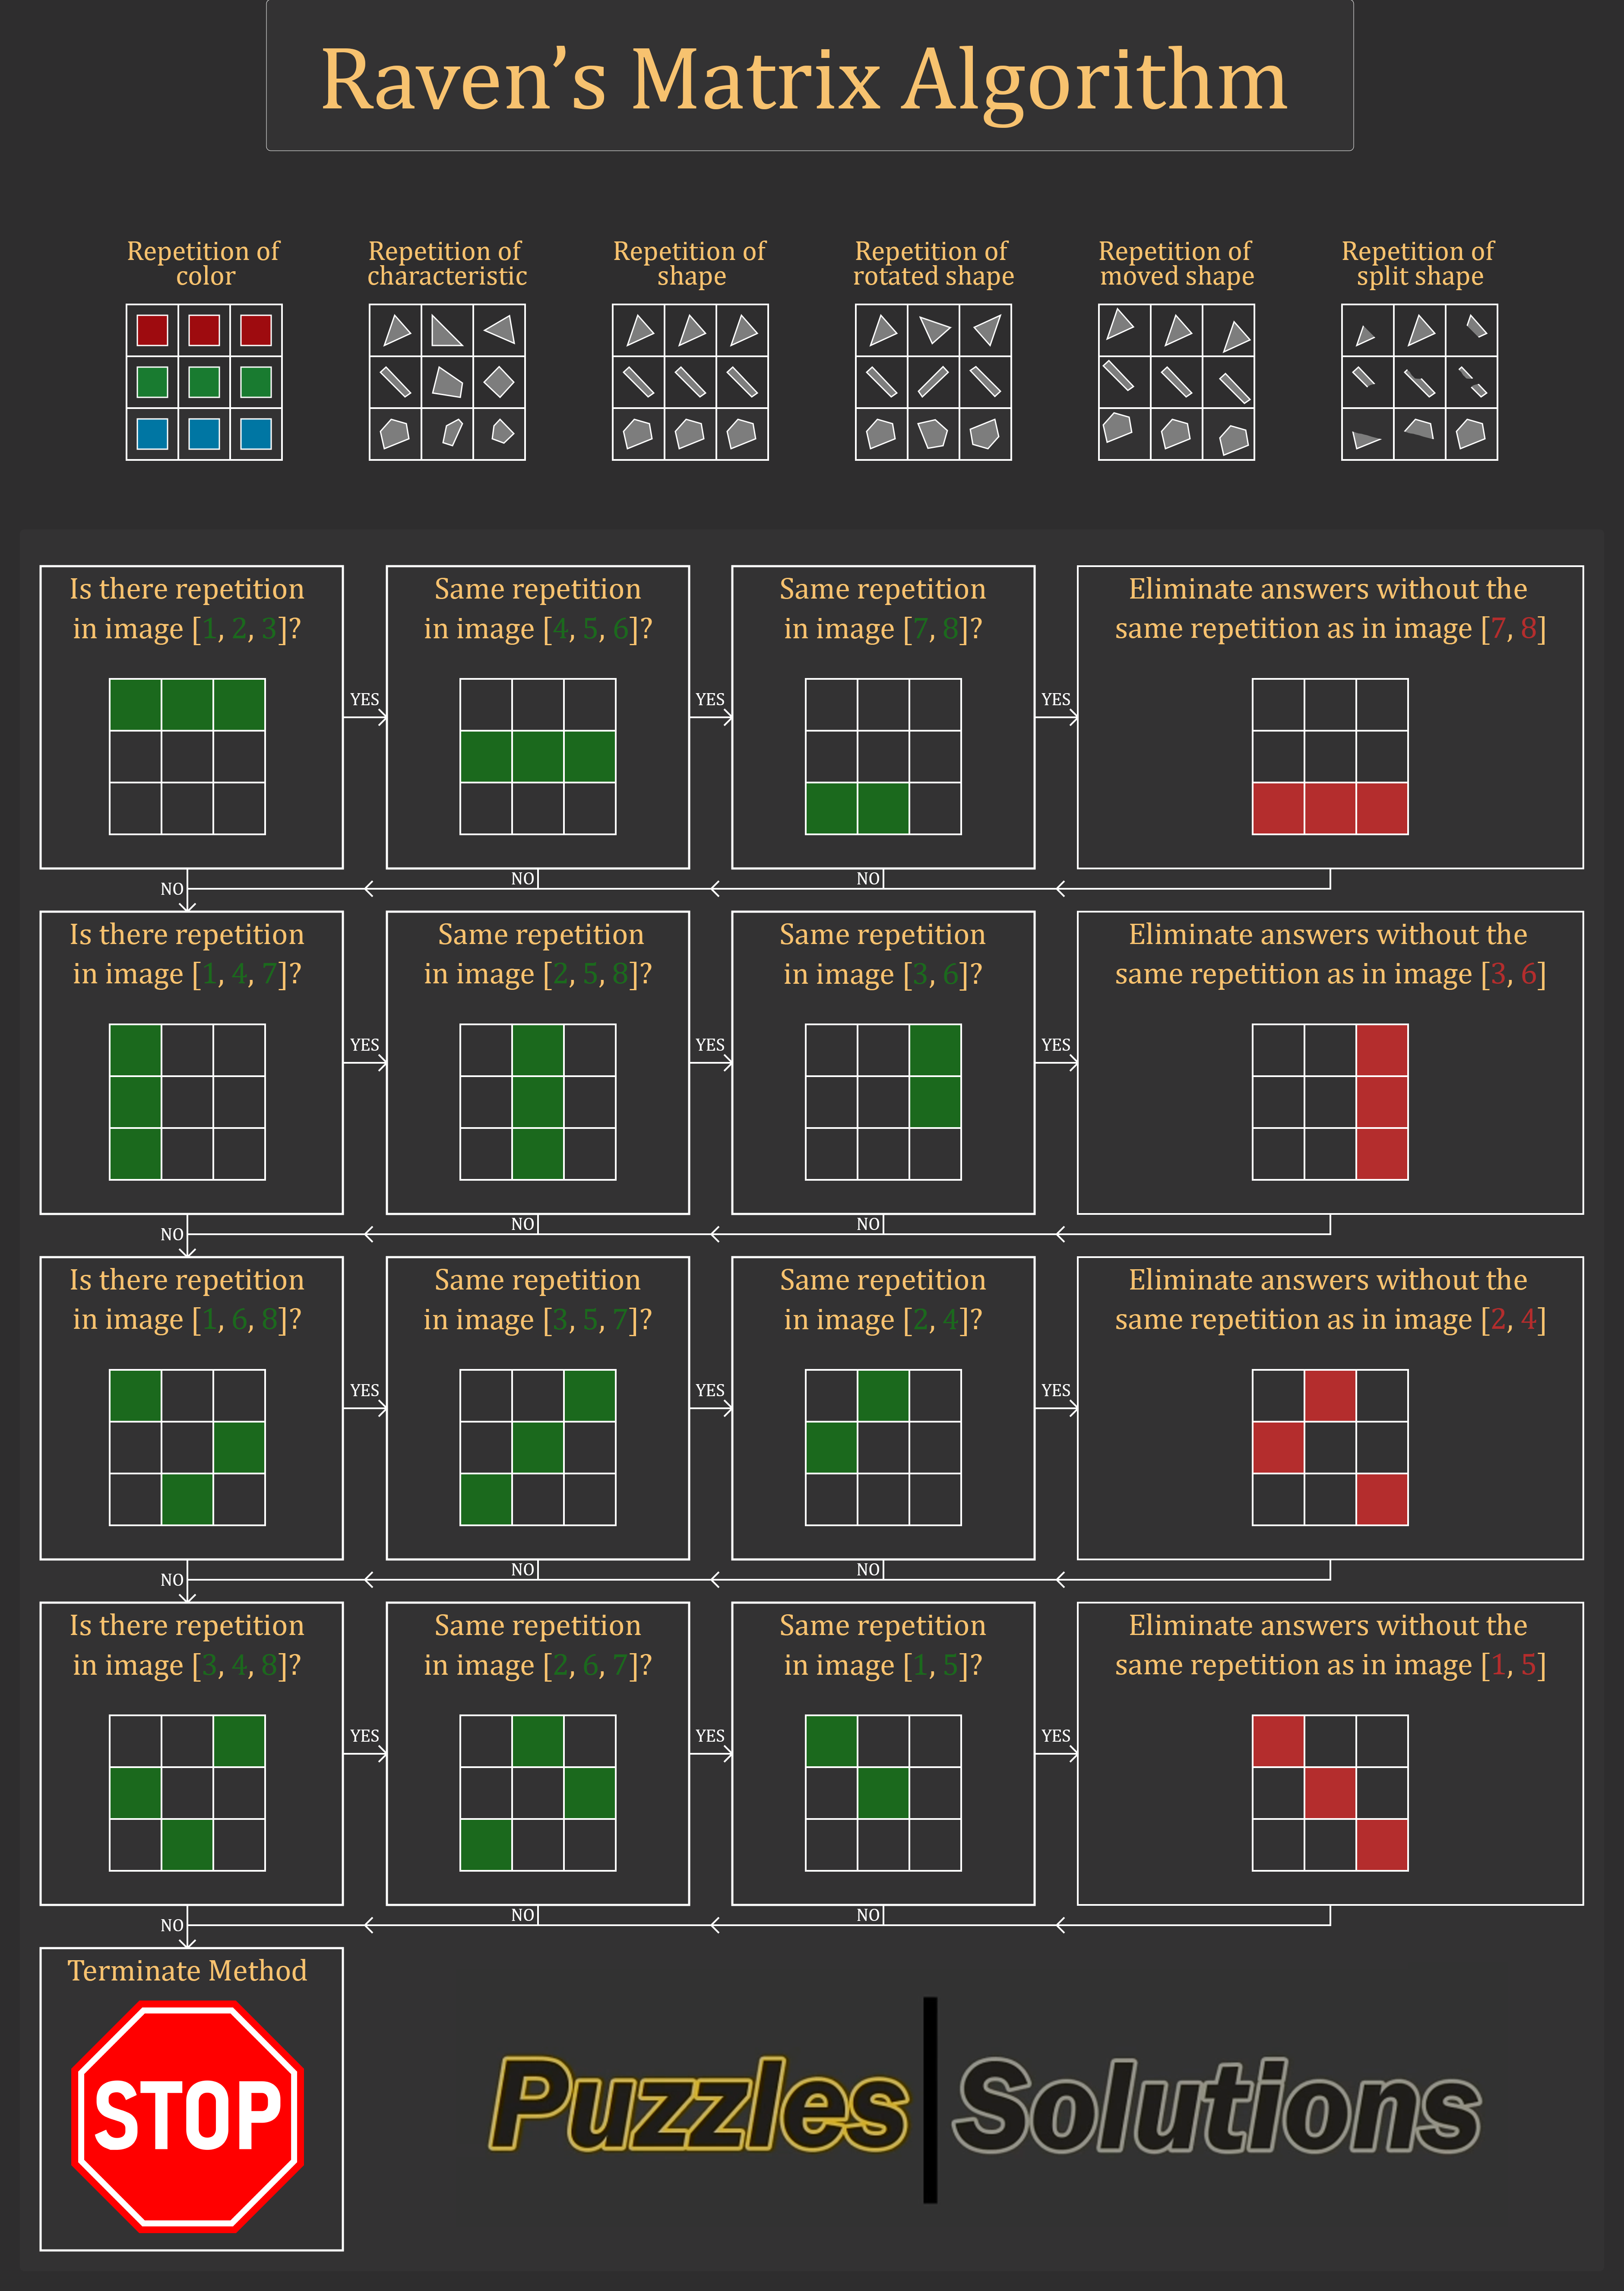 Raven’s Matrix Algorithm
Repetition of
color
Repetition of
characteristic
Repetition of
shape
Repetition of
rotated shape
Repetition of
moved shape
Repetition of
split shape
Is there repetition
in image [1, 2, 3]?
YES
Same repetition
in image [4, 5, 6]?
YES
Same repetition
in image [7, 8]?
YES
Eliminate answers without the
same repetition as in image [7, 8]
NO
NO
NO
Is there repetition
in image [1, 4, 7]?
YES
Same repetition
in image [2, 5, 8]?
YES
Same repetition
in image [3, 6]?
YES
Eliminate answers without the
same repetition as in image [3, 6]
NO
NO
NO
Is there repetition
in image [1, 6, 8]?
YES
Same repetition
in image [3, 5, 7]?
YES
Same repetition
in image [2, 4]?
YES
Eliminate answers without the
same repetition as in image [2, 4]
NO
NO
NO
Is there repetition
in image [3, 4, 8]?
YES
Same repetition
in image [2, 6, 7]?
YES
Same repetition
in image [1, 5]?
YES
Eliminate answers without the
same repetition as in image [1, 5]
NO
NO
NO
Terminate Method
STOP
Puzzles | Solutions